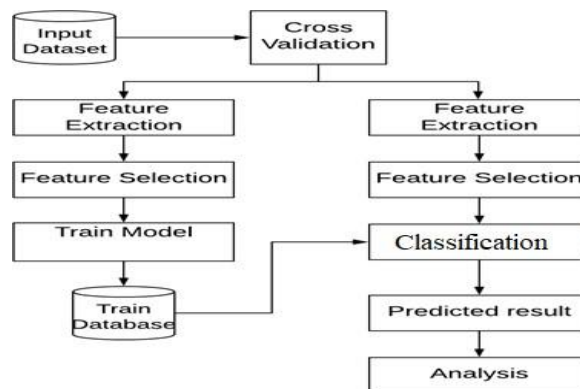 Input
Dataset
Cross
Validation
Feature
Extraction
Feature Selection
Train Model
Train
Database
Feature
Extraction
Feature Selection
Classification
Predicted result
Analysis